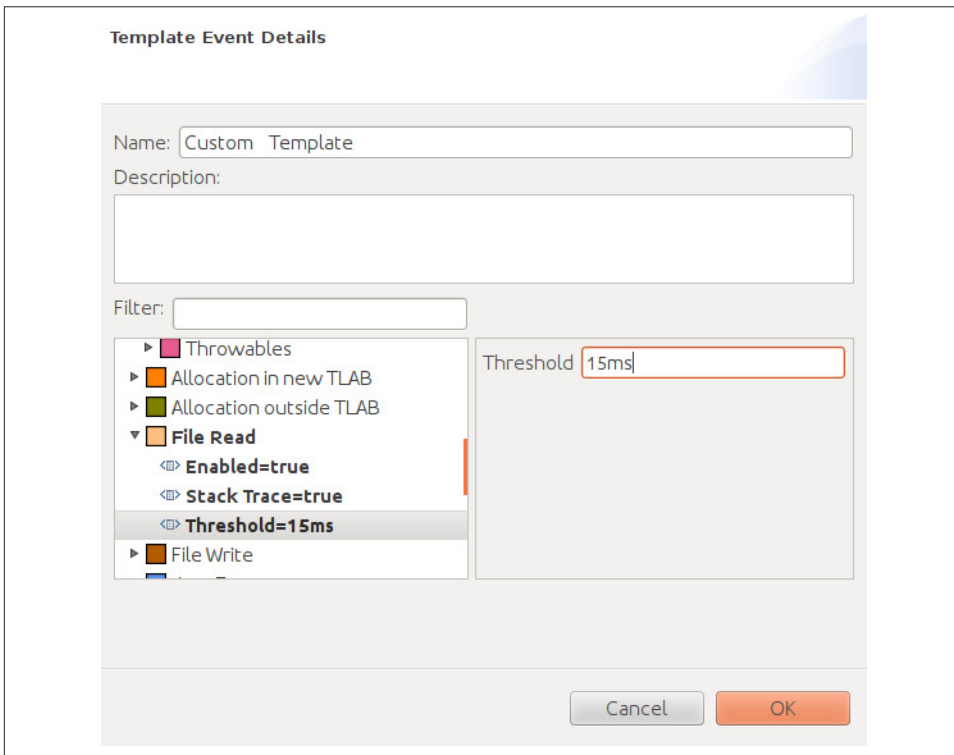 Template Event Details
Name: Custom   Template
Description:
Filter:
Throwables
Allocation in new TLAB
Allocation outside TLAB
File Read
Enabled=true
Stack Trace=true
Threshold=15ms
File Write
Threshold 15ms
Cancel OK